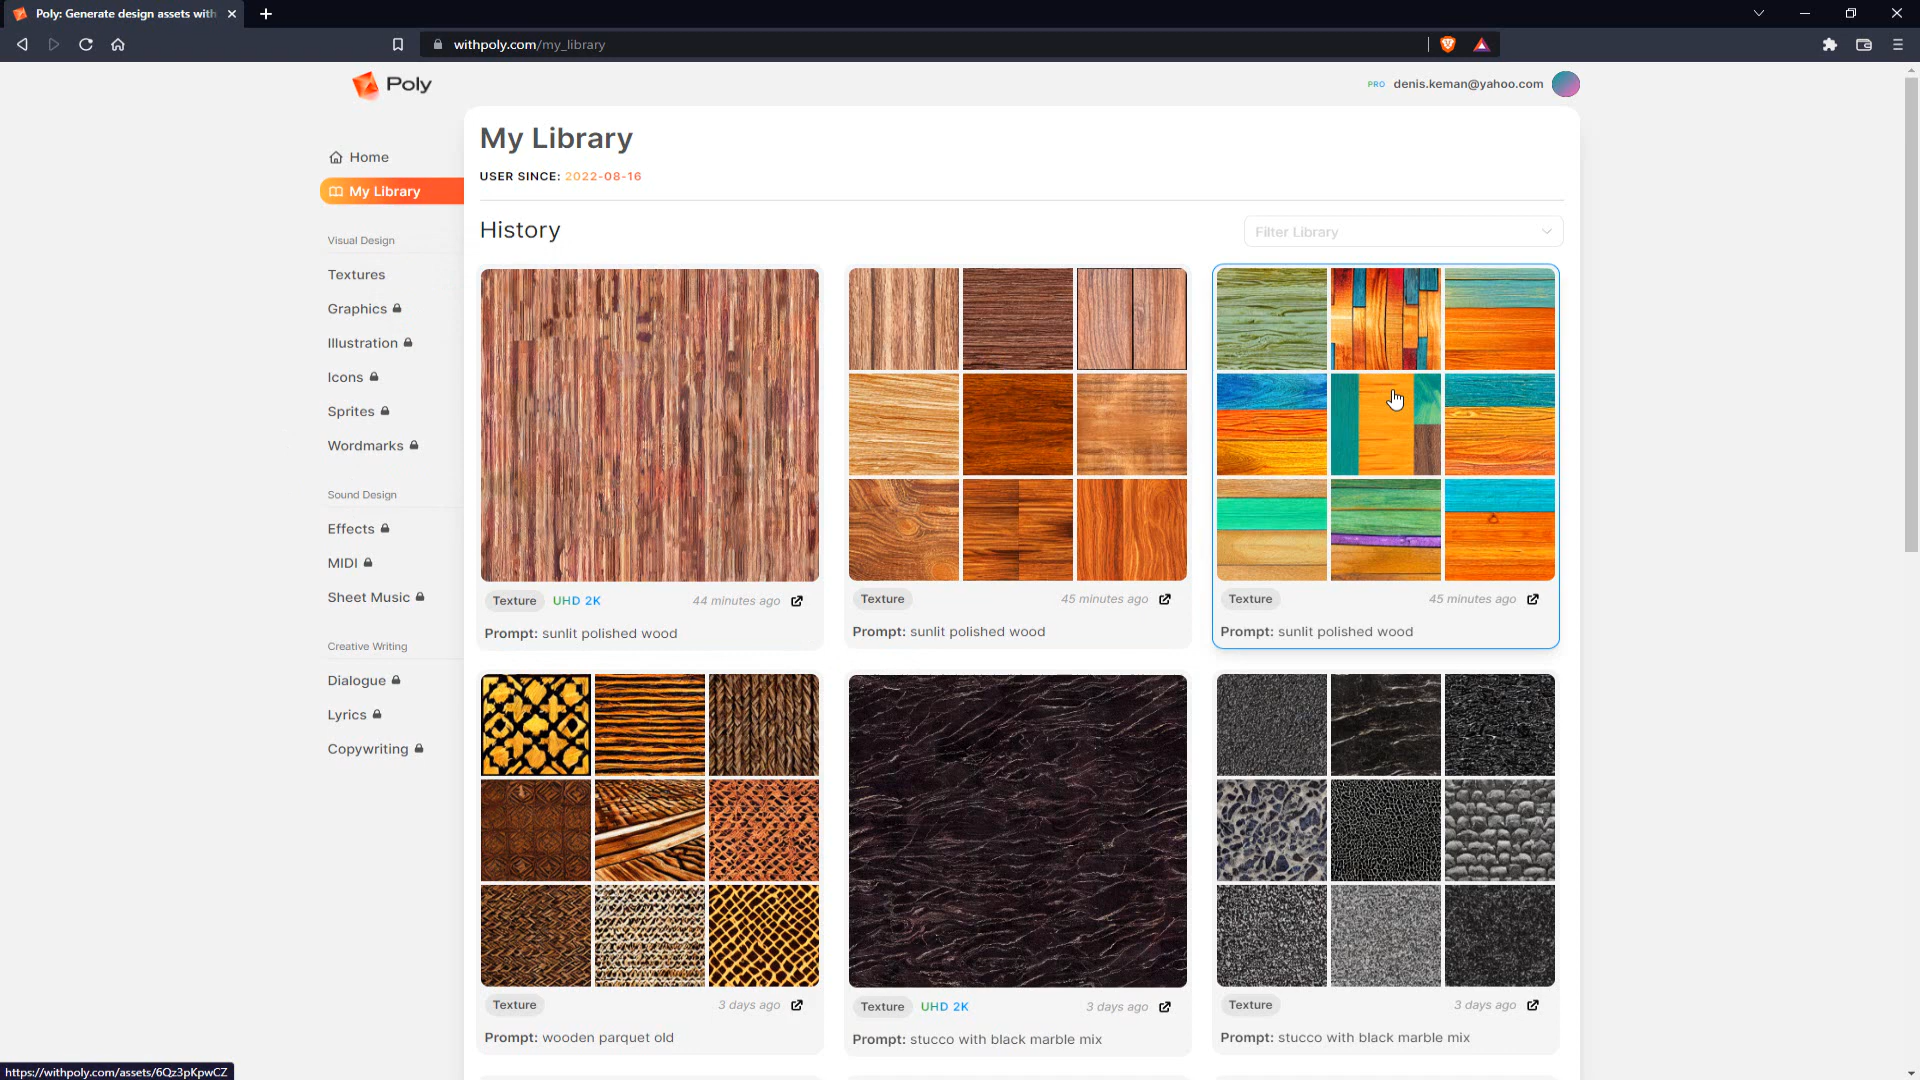 Poly: Generate design assets with
withpoly.com/my_library
Poly
PRO denis.keman@yahoo.com
Home
My Library
Visual Design
Textures
Graphics
Illustration
Icons
Sprites
Wordmarks
Sound Design
Effects
MIDI
Sheet Music
Creative Writing
Dialogue
Lyrics
Copywriting
My Library
USER SINCE: 2022-08-16
History
Filter Library
Texture UHD 2K 44 minutes ago
Prompt: sunlit polished wood
Texture 45 minutes ago
Prompt: sunlit polished wood
Texture 45 minutes ago
Prompt: sunlit polished wood
Texture 3 days ago
Prompt: wooden parquet old
Texture UHD 2K 3 days ago
Prompt: stucco with black marble mix
Texture 3 days ago
Prompt: stucco with black marble mix
https://withpoly.com/assets/6Qz3pKpwCZ